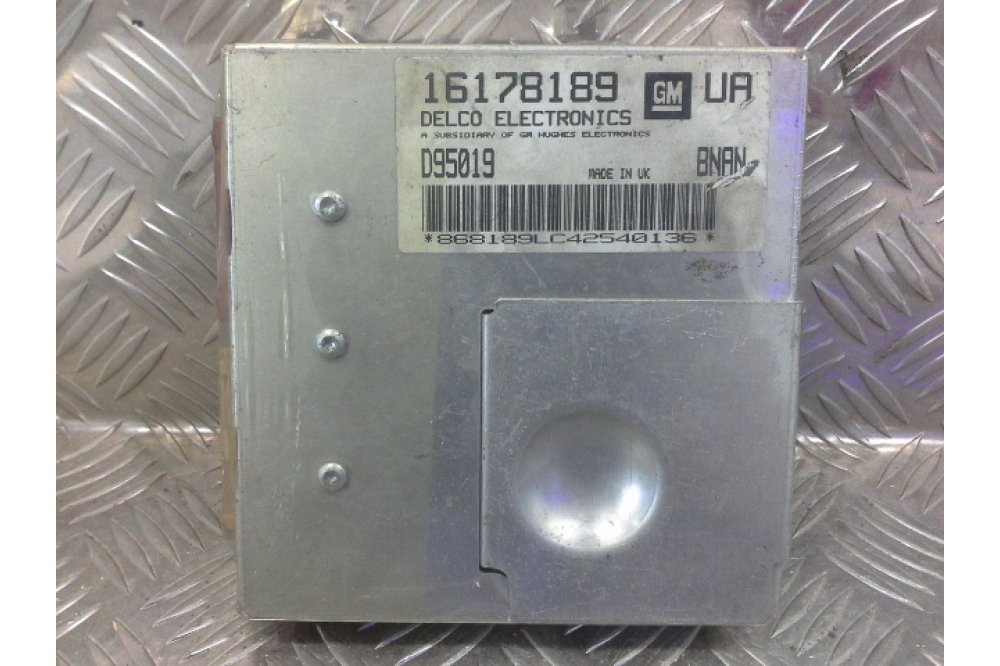 16178189 GM UA
DELCO ELECTRONICS
A SUBSIDIARY OF GM HUGHES ELECTRONICS
D95019 MADE IN UK BNAN
*868189LC42540136*